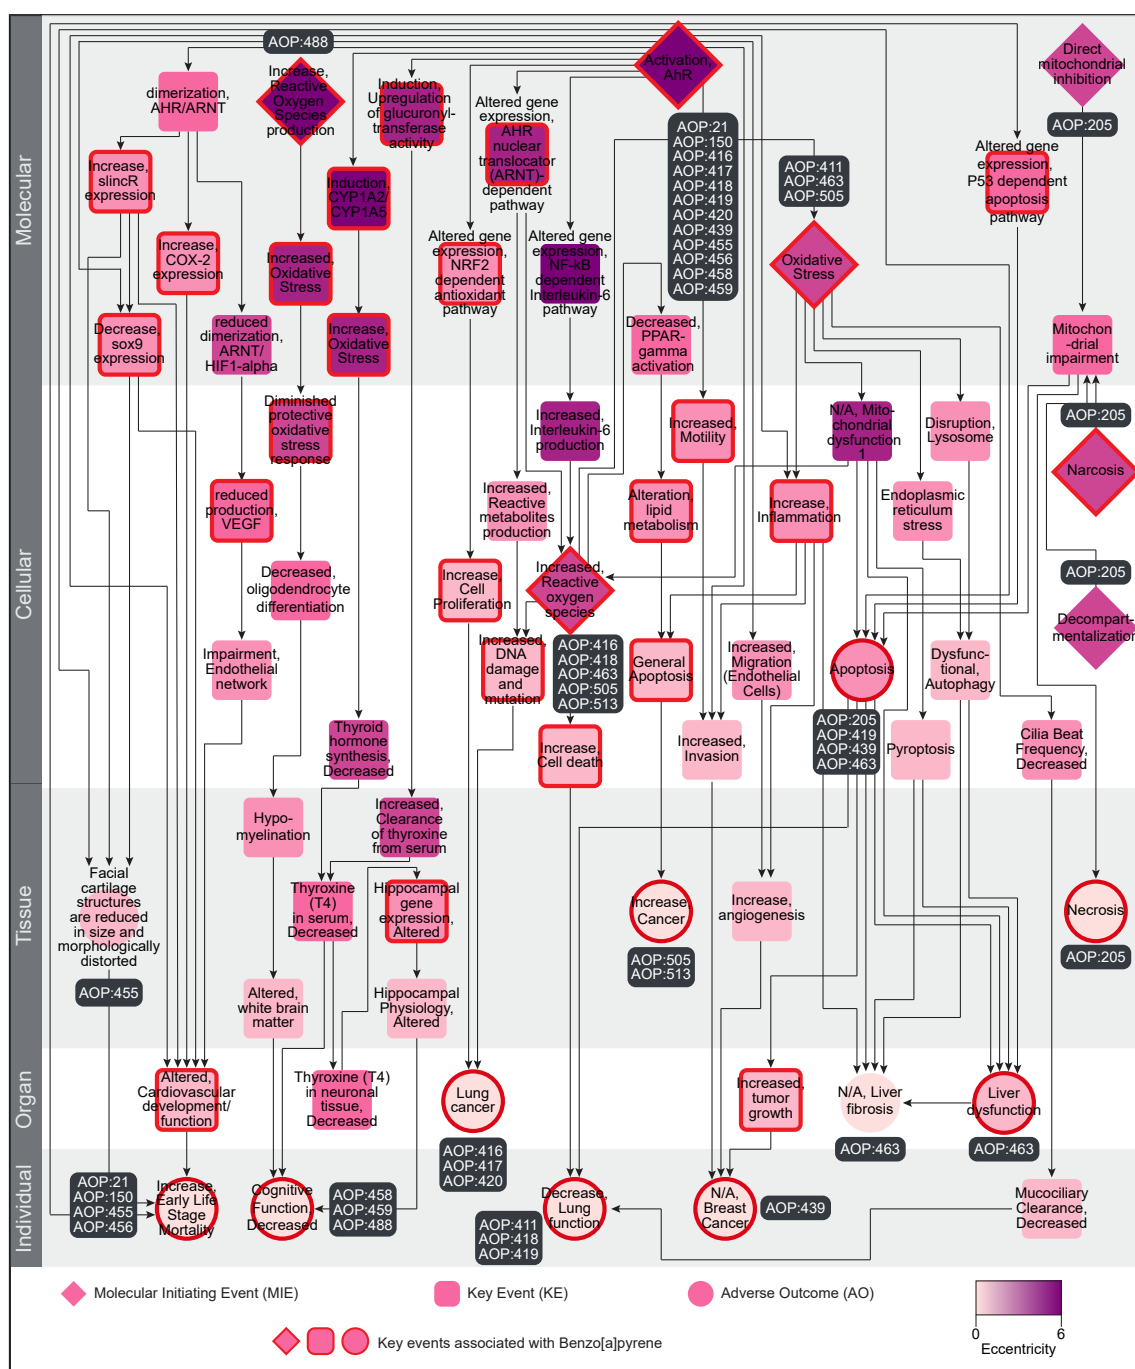 Molecular
Cellular
Tissue
Organ
Individual
AOP:488
Increase,
Reactive
Oxygen
Species
production
Activation,
AhR
Direct
mitochondrial
inhibition
dimerization,
AHR/ARNT
Induction,
Upregulation
of glucuronyl-
transferase
activity
Altered gene
expression,
AHR
nuclear
translocator
(ARNT)-
dependent
pathway
AOP:21
AOP:150
AOP:416
AOP:417
AOP:418
AOP:419
AOP:420
AOP:439
AOP:455
AOP:456
AOP:458
AOP:459
AOP:411
AOP:463
AOP:505
AOP:205
Altered gene
expression,
P53 dependent
apoptosis
pathway
Increase,
slincR
expression
Induction,
CYP1A2/
CYP1A5
Increase,
COX-2
expression
Increased,
Oxidative
Stress
Altered gene
expression,
NRF2
dependent
antioxidant
pathway
Altered gene
expression,
NF-kB
dependent
Interleukin-6
pathway
Oxidative
Stress
Decrease,
sox9
expression
reduced
dimerization,
ARNT/
HIF1-alpha
Increase,
Oxidative
Stress
Decreased,
PPAR-
gamma
activation
Mitochon
-drial
impairment
Diminished
protective
oxidative
stress
response
Increased,
Interleukin-6
production
Increased,
Motility
N/A, Mito-
chondrial
dysfunction
1
Disruption,
Lysosome
AOP:205
Narcosis
reduced
production,
VEGF
Increased,
Reactive
metabolites
production
Alteration,
lipid
metabolism
Increase,
Inflammation
Endoplasmic
reticulum
stress
Decreased,
oligodendrocyte
differentiation
Increase,
Cell
Proliferation
Increased,
Reactive
oxygen
species
AOP:205
Decompart-
mentalization
Impairment,
Endothelial
network
Increased,
DNA
damage
and
mutation
AOP:416
AOP:418
AOP:463
AOP:505
AOP:513
General
Apoptosis
Increased,
Migration
(Endothelial
Cells)
Apoptosis
Dysfunc-
tional,
Autophagy
Thyroid
hormone
synthesis,
Decreased
Increase,
Cell death
Increased,
Invasion
AOP:205
AOP:419
AOP:439
AOP:463
Pyroptosis
Cilia Beat
Frequency,
Decreased
Hypo-
myelination
Increased,
Clearance
of thyroxine
from serum
Facial
cartilage
structures
are reduced
in size and
morphologically
distorted
Thyroxine
(T4)
in serum,
Decreased
Hippocampal
gene
expression,
Altered
Increase,
Cancer
Increase,
angiogenesis
Necrosis
AOP:505
AOP:513
AOP:205
AOP:455
Altered,
white brain
matter
Hippocampal
Physiology,
Altered
Altered,
Cardiovascular
development/
function
Thyroxine (T4)
in neuronal
tissue,
Decreased
Lung
cancer
Increased,
tumor
growth
N/A, Liver
fibrosis
Liver
dysfunction
AOP:416
AOP:417
AOP:420
AOP:463
AOP:463
AOP:21
AOP:150
AOP:455
AOP:456
Increase,
Early Life
Stage
Mortality
Cognitive
Function,
Decreased
AOP:458
AOP:459
AOP:488
AOP:411
AOP:418
AOP:419
Decrease,
Lung
function
N/A,
Breast
Cancer
AOP:439
Mucociliary
Clearance,
Decreased
Molecular Initiating Event (MIE)
Key Event (KE)
Adverse Outcome (AO)
Key events associated with Benzo[a]pyrene
0
6
Eccentricity